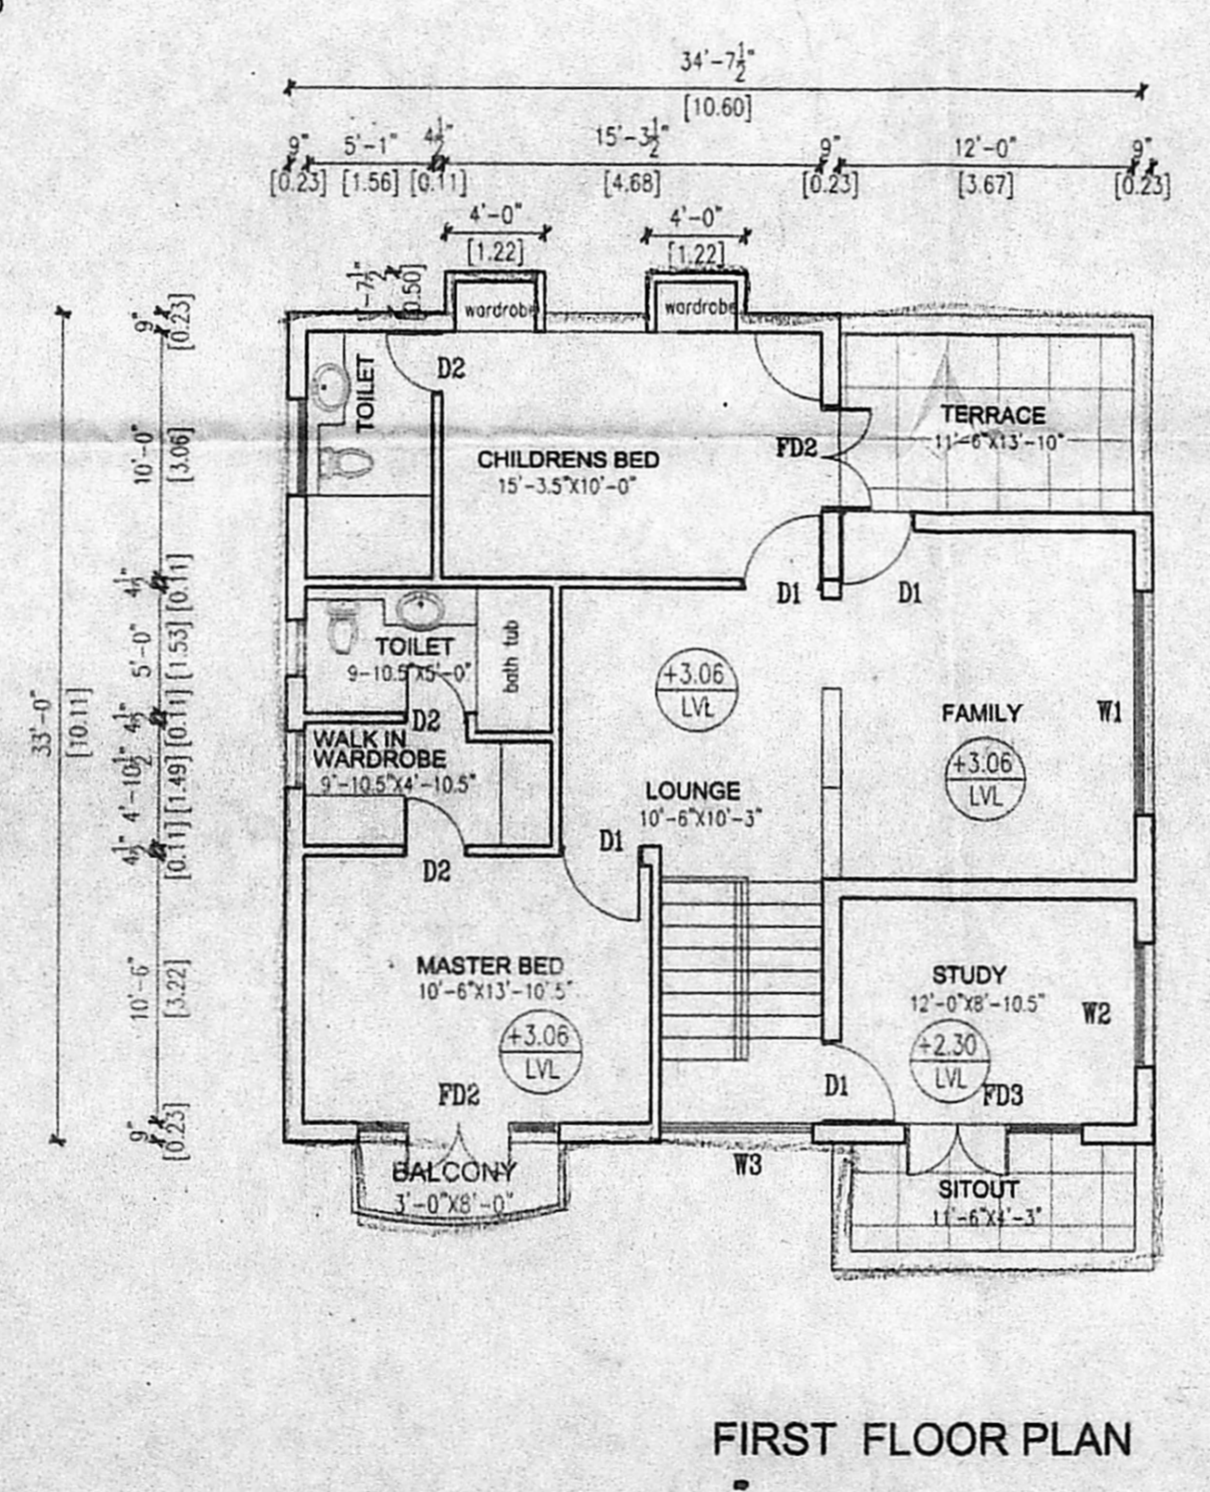 34'-7½"
[10.60]
9" 5'-1" 4½" 15'-3½" 9" 12'-0" 9"
[0.23] [1.56] [0.11] [4.68] [0.23] [3.67] [0.23]
4'-0" 4'-0"
[1.22] [1.22]
-7½"
[0.50]
9"
[0.23]
wardrobe wardrobe
TOILET
D2
TERRACE
11'-6"X13'-10"
FD2
10'-0"
[3.06]
CHILDRENS BED
15'-3.5"X10'-0"
4½"
[0.11]
D1 D1
5'-0"
[1.53]
TOILET
9-10.5"X5'-0"
bath tub
+3.06
LVL
33'-0"
[10.11]
4½"
[0.11]
D2
FAMILY
W1
WALK IN
WARDROBE
9'-10.5"X4'-10.5"
4'-10½"
[1.49]
+3.06
LVL
LOUNGE
10'-6"X10'-3"
D1
4½"
[0.11]
D2
MASTER BED
10'-6"X13'-10'.5"
10'-6"
[3.22]
STUDY
12'-0"X8'-10.5"
W2
+3.06
LVL
+2.30
LVL
FD2
D1
FD3
9"
[0.23]
BALCONY
3'-0"X8'-0"
W3
SITOUT
11'-6"X4'-3"
FIRST FLOOR PLAN